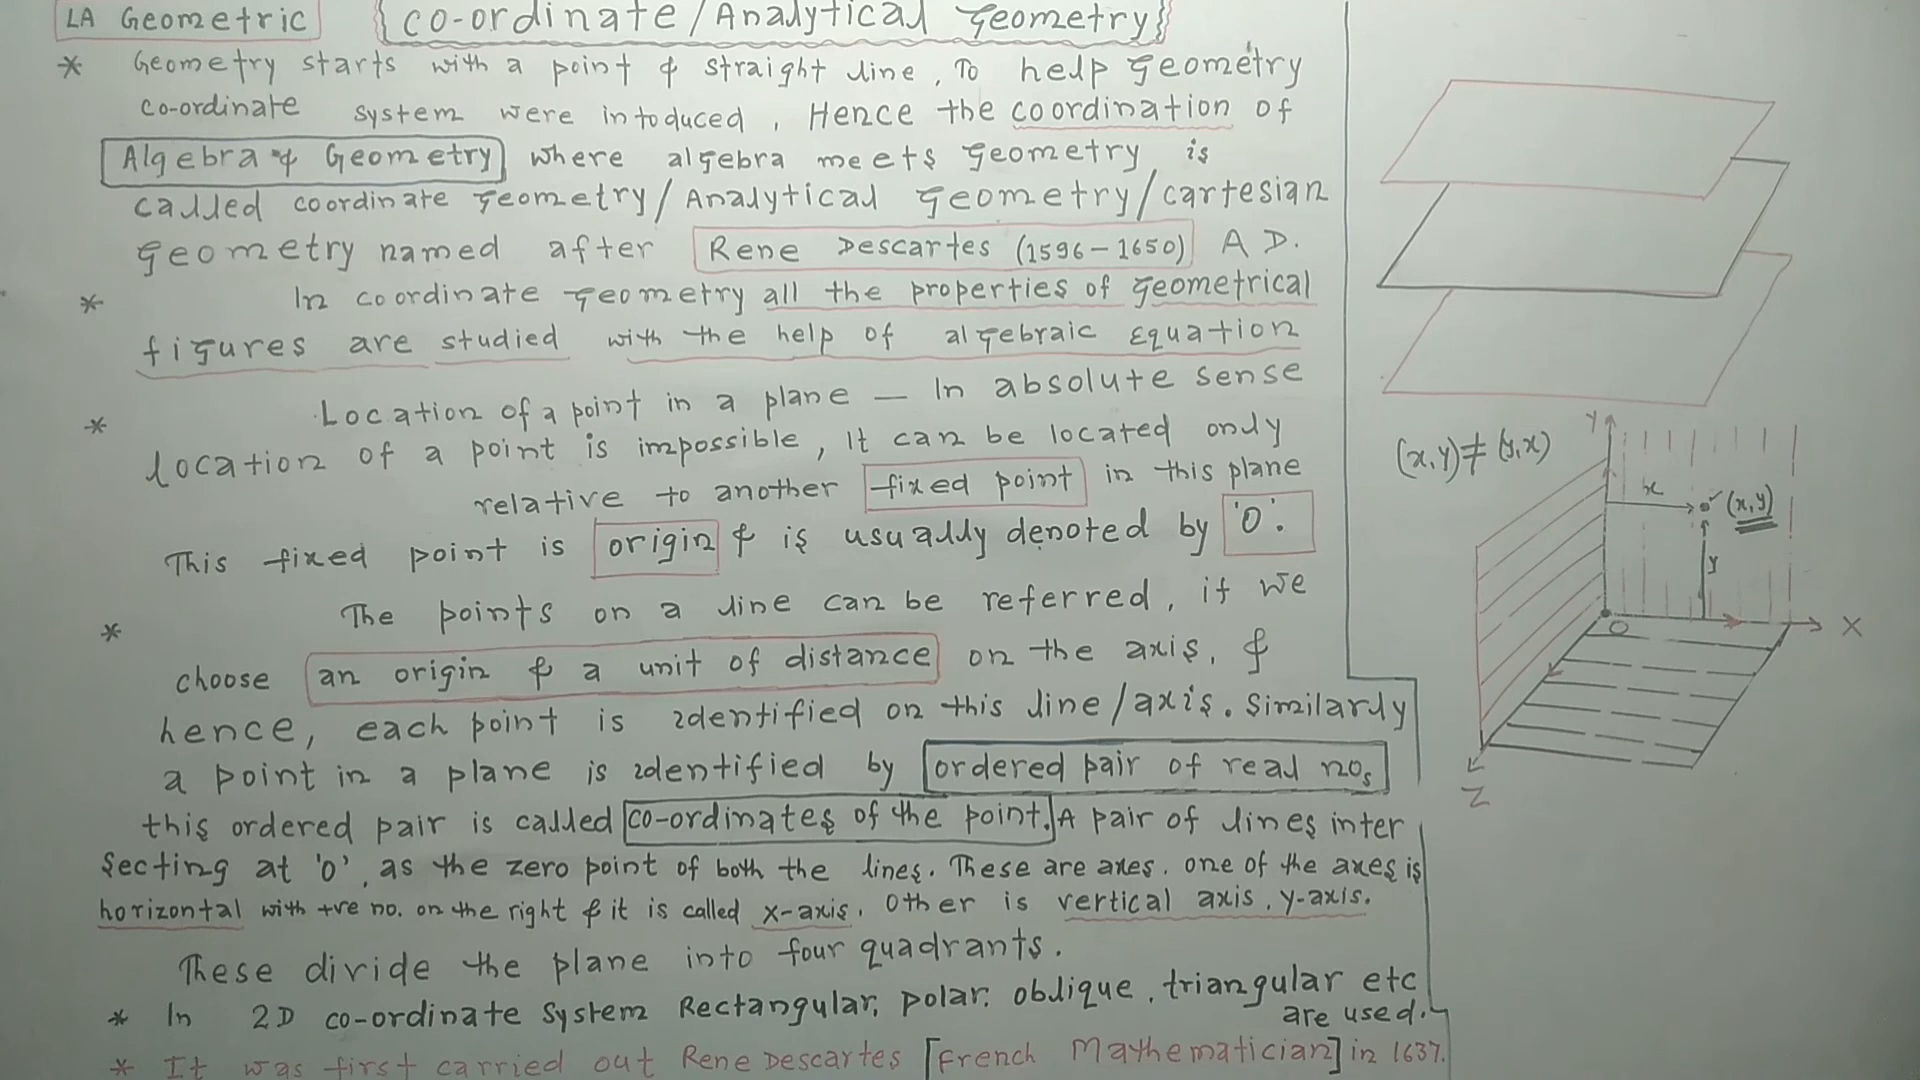 LA Geometric
co-ordinate/Analytical Geometry
* Geometry starts with a point & straight line, To help geometry
co-ordinate system were intoduced, Hence the coordination of
Algebra & Geometry where algebra meets geometry is
called coordinate geometry/Analytical geometry/cartesian
geometry named after Rene Descartes (1596-1650) A D.
* In coordinate geometry all the properties of geometrical
figures are studied with the help of algebraic Equation
* Location of a point in a plane — In absolute sense
location of a point is impossible, It can be located only
relative to another fixed point in this plane
This fixed point is origin & is usually denoted by 'O'.
* The points on a line can be referred, if we
choose an origin & a unit of distance on the axis, &
hence, each point is identified on this line/axis. Similarly
a point in a plane is identified by ordered pair of real nos
this ordered pair is called co-ordinates of the point. A pair of lines inter
secting at 'O', as the zero point of both the lines. These are axes. one of the axes is
horizontal with +ve no. on the right & it is called x-axis, Other is vertical axis, y-axis.
These divide the plane into four quadrants.
* In 2D co-ordinate System Rectangular, polar, oblique, triangular etc
are used.
* It was first carried out Rene Descartes [French Mathematician] in 1637.
(x,y) ≠ (y,x)
Y
x
(x,y)
y
O
X
Z